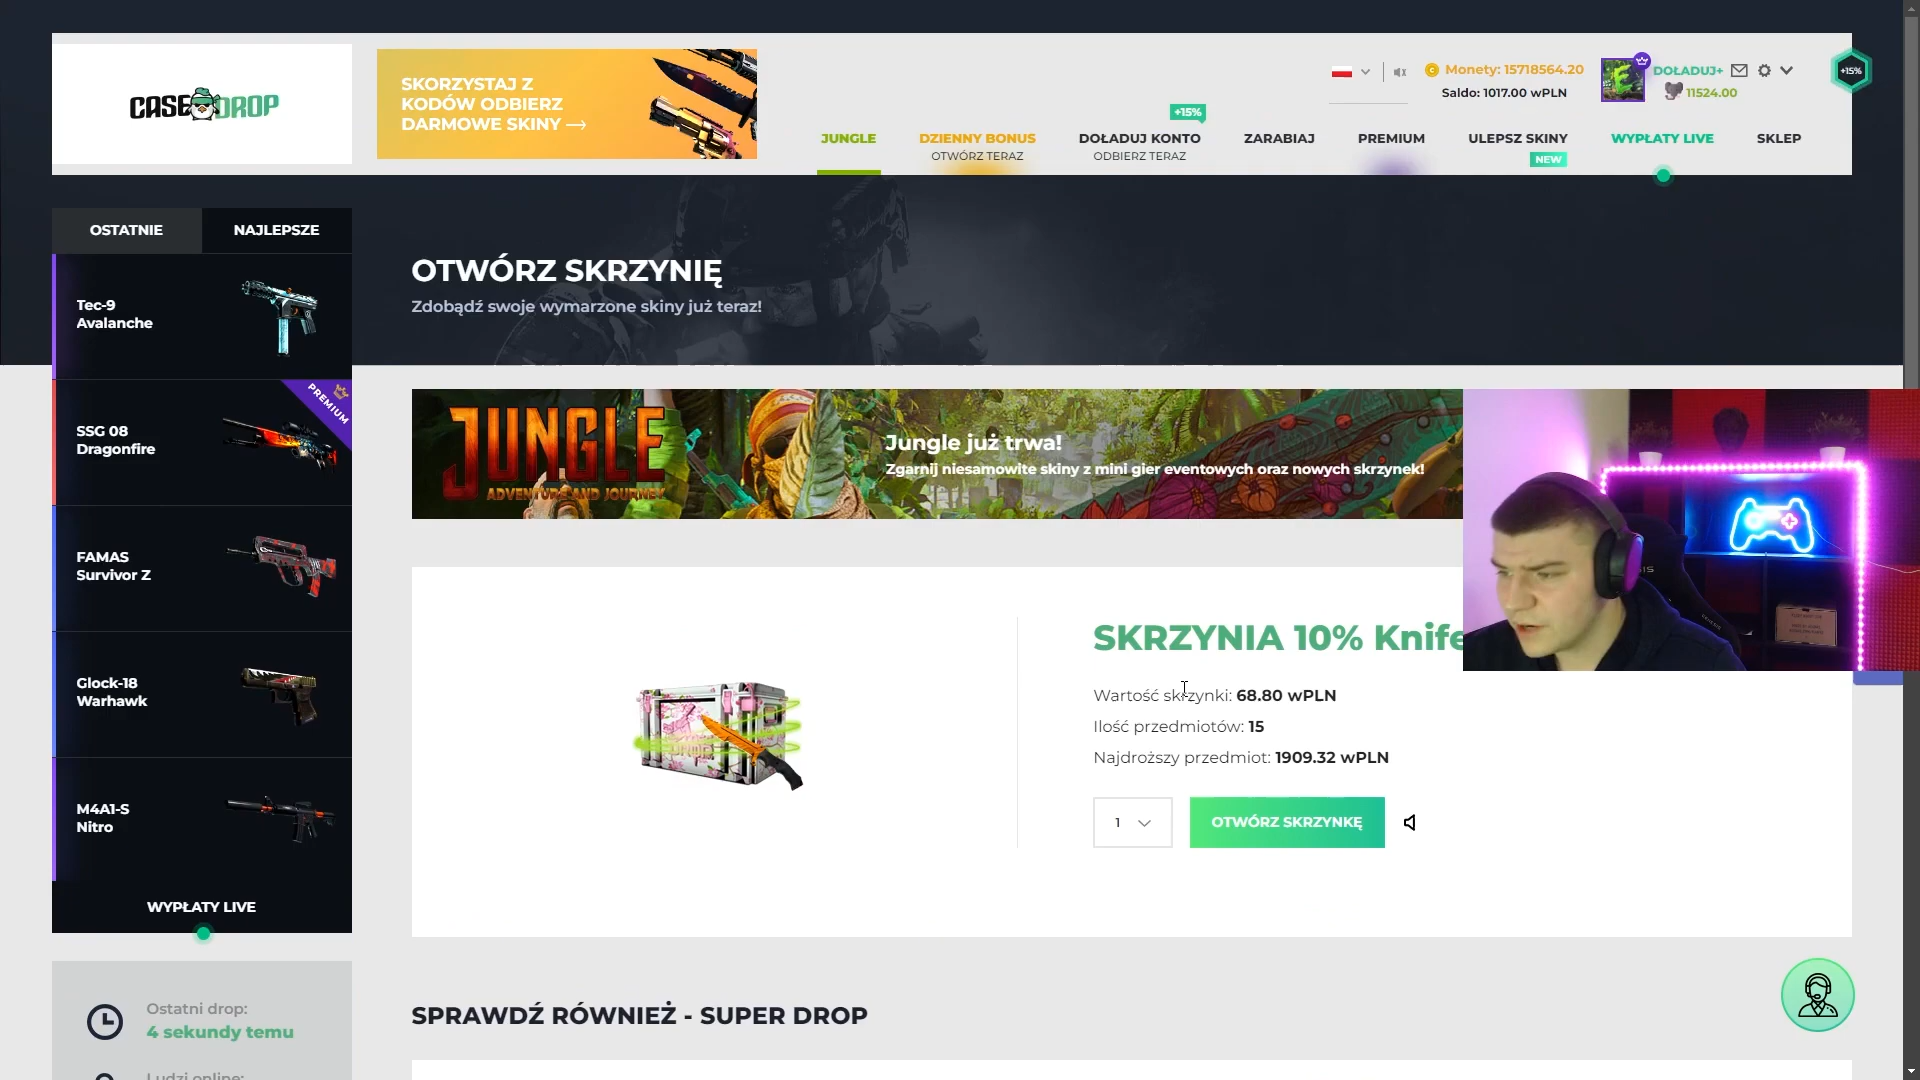 CASEDROP
SKORZYSTAJ Z
KODÓW ODBIERZ
DARMOWE SKINY →
JUNGLE
DZIENNY BONUS
OTWÓRZ TERAZ
+15%
DOŁADUJ KONTO
ODBIERZ TERAZ
ZARABIAJ
PREMIUM
ULEPSZ SKINY
NEW
WYPŁATY LIVE
SKLEP
Monety: 15718564.20
Saldo: 1017.00 wPLN
DOŁADUJ+
11524.00
+15%
OSTATNIE
NAJLEPSZE
Tec-9
Avalanche
PREMIUM
SSG 08
Dragonfire
FAMAS
Survivor Z
Glock-18
Warhawk
M4A1-S
Nitro
WYPŁATY LIVE
Ostatni drop:
4 sekundy temu
Ludzi online:
OTWÓRZ SKRZYNIĘ
Zdobądź swoje wymarzone skiny już teraz!
JUNGLE
ADVENTURE AND JOURNEY
Jungle już trwa!
Zgarnij niesamowite skiny z mini gier eventowych oraz nowych skrzynek!
SKRZYNIA 10% Knife
Wartość skrzynki: 68.80 wPLN
Ilość przedmiotów: 15
Najdroższy przedmiot: 1909.32 wPLN
1
OTWÓRZ SKRZYNKĘ
SPRAWDŹ RÓWNIEŻ - SUPER DROP